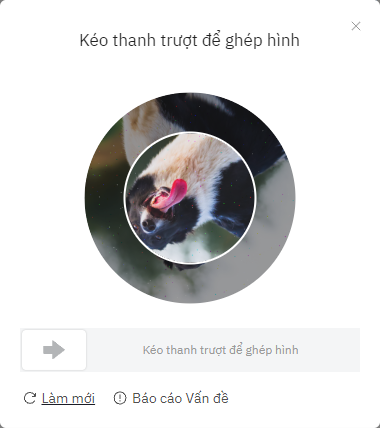 Kéo thanh trượt để ghép hình
Kéo thanh trượt để ghép hình
Làm mới
Báo cáo Vấn đề